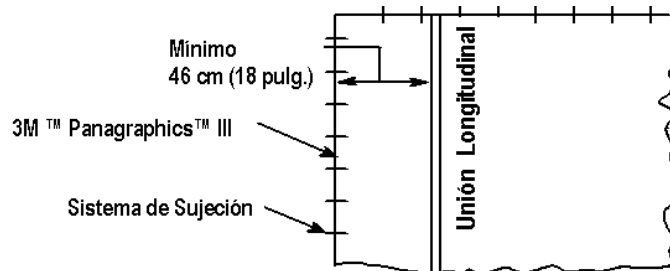 Mínimo
46 cm (18 pulg.)
3M ™ Panagraphics™ III
Sistema de Sujeción
Unión Longitudinal